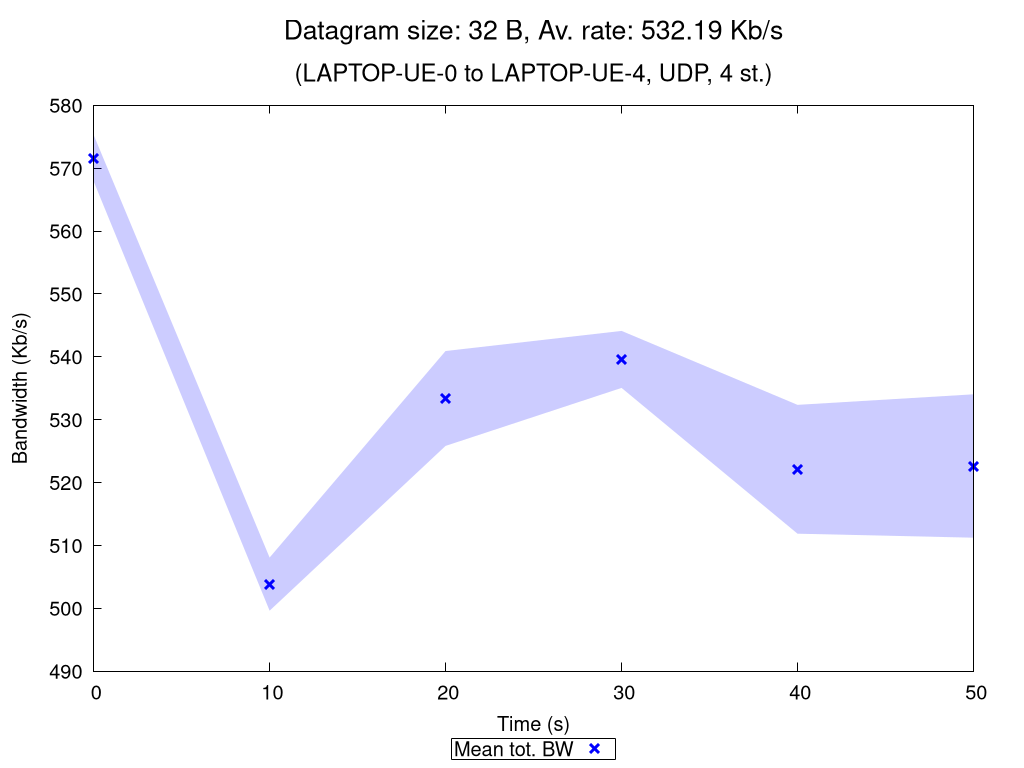 Datagram size: 32 B, Av. rate: 532.19 Kb/s
(LAPTOP-UE-0 to LAPTOP-UE-4, UDP, 4 st.)
580
570
560
550
540
530
520
510
500
490
Bandwidth (Kb/s)
0 10 20 30 40 50
Time (s)
Mean tot. BW